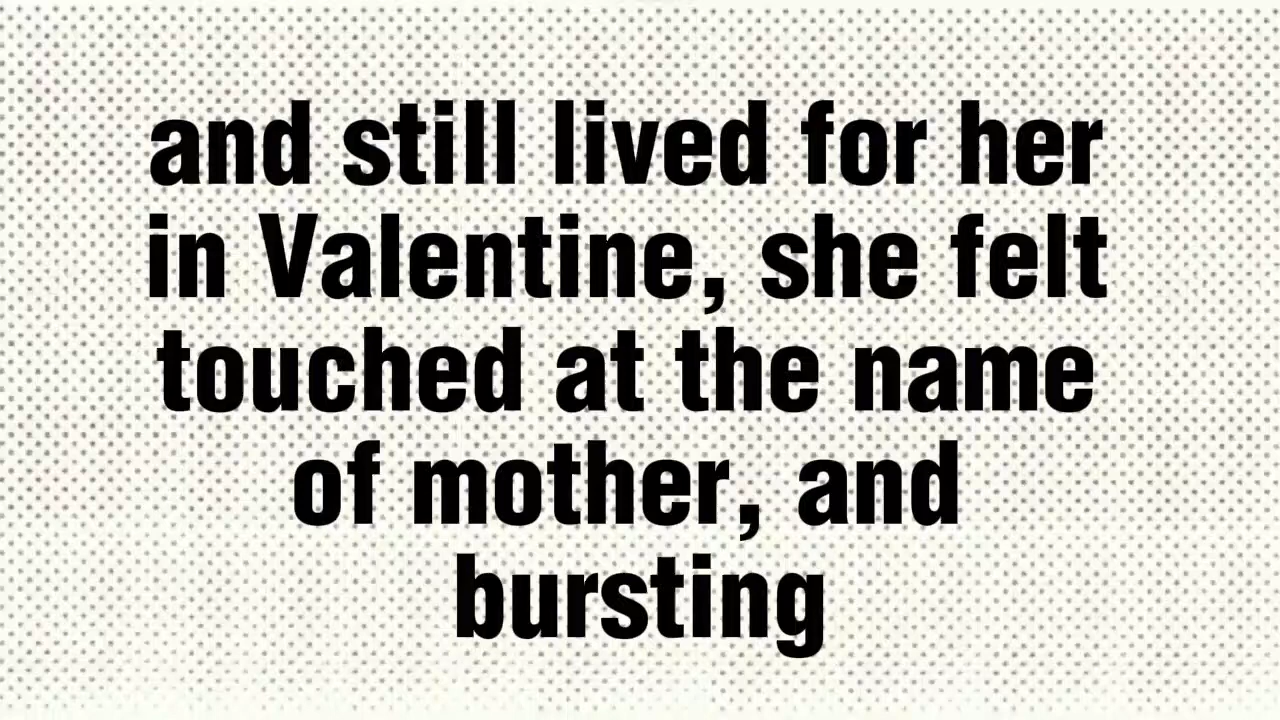 and still lived for her
in Valentine, she felt
touched at the name
of mother, and
bursting